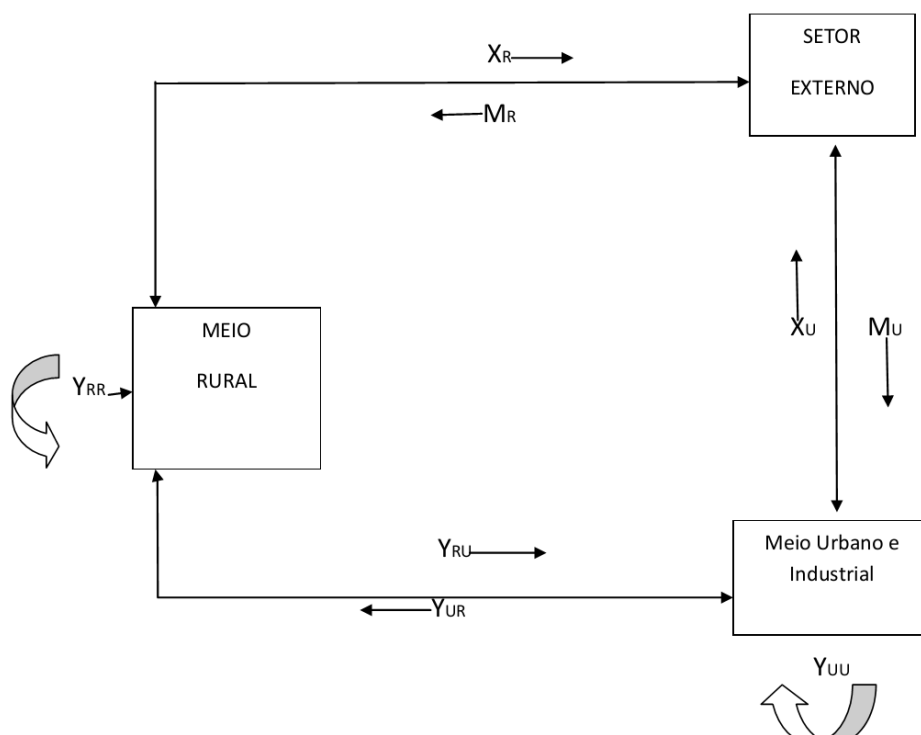 SETOR
EXTERNO
XR
MR
XU
MU
MEIO
RURAL
YRR
YRU
YUR
Meio Urbano e
Industrial
YUU